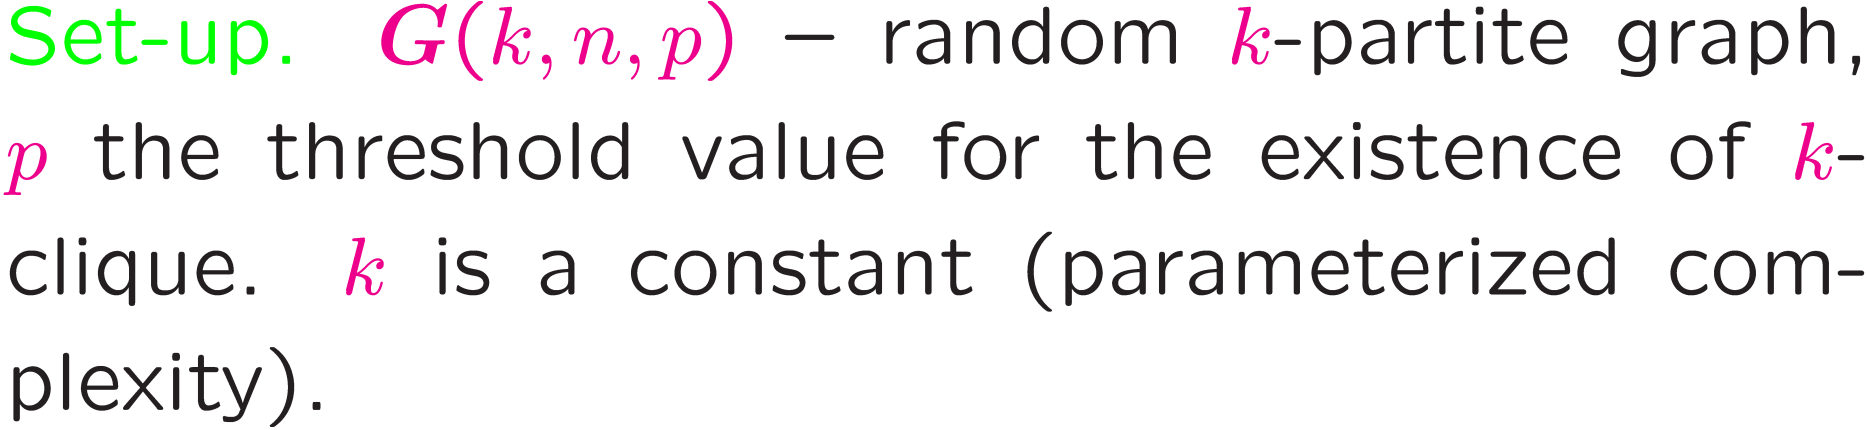 Set-up. G(k, n, p) – random k-partite graph,
p the threshold value for the existence of k-
clique. k is a constant (parameterized com-
plexity).